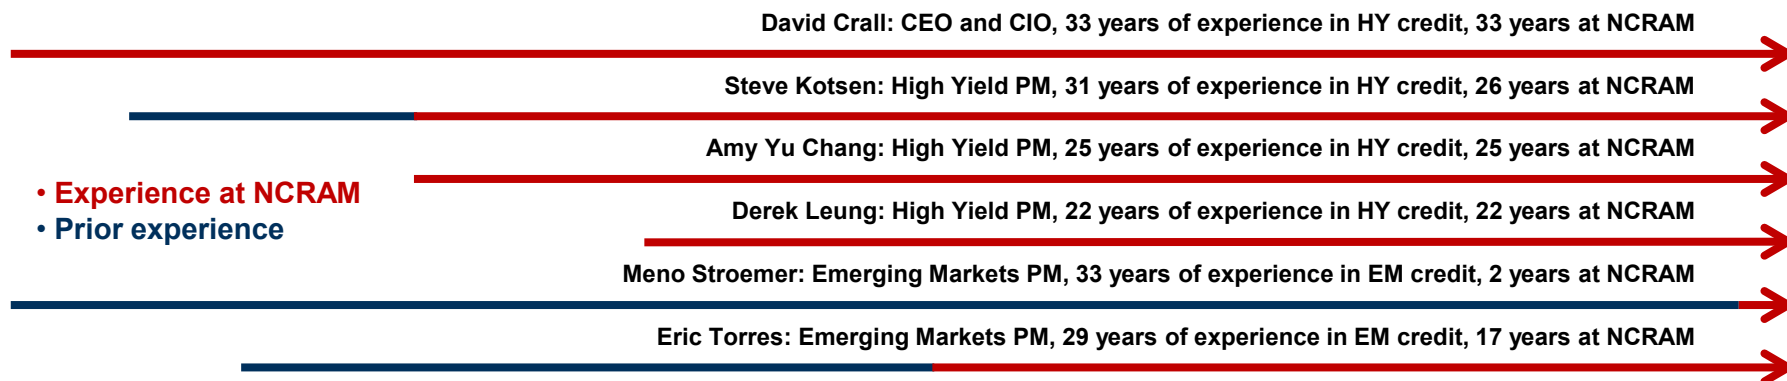 David Crall: CEO and CIO, 33 years of experience in HY credit, 33 years at NCRAM
Steve Kotsen: High Yield PM, 31 years of experience in HY credit, 26 years at NCRAM
Amy Yu Chang: High Yield PM, 25 years of experience in HY credit, 25 years at NCRAM
• Experience at NCRAM
• Prior experience
Derek Leung: High Yield PM, 22 years of experience in HY credit, 22 years at NCRAM
Meno Stroemer: Emerging Markets PM, 33 years of experience in EM credit, 2 years at NCRAM
Eric Torres: Emerging Markets PM, 29 years of experience in EM credit, 17 years at NCRAM